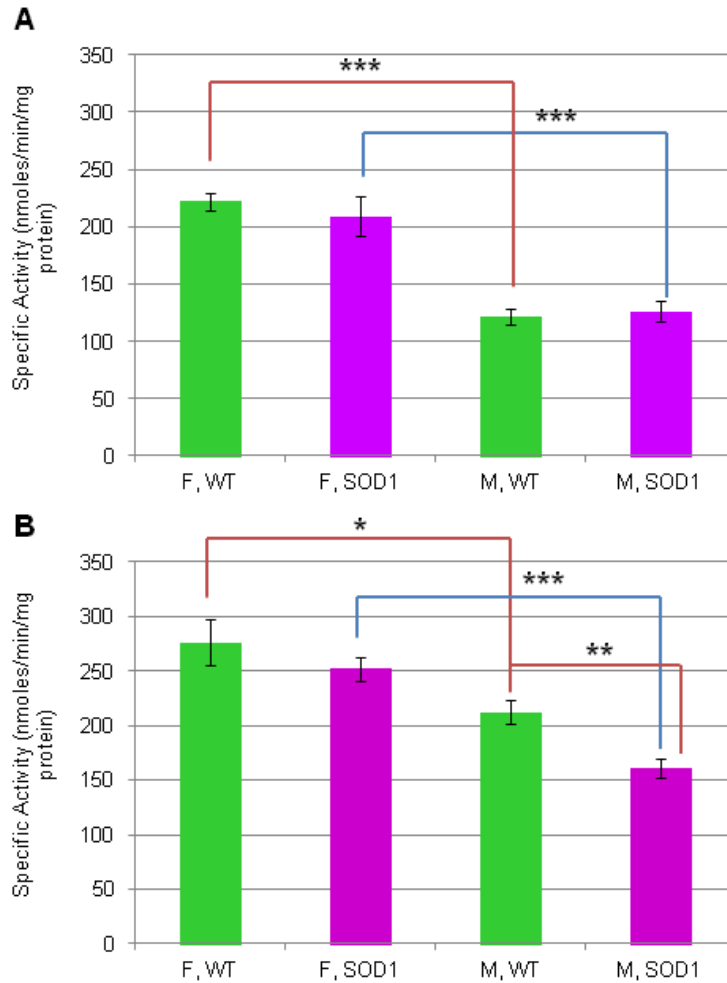 A
350
300
250
200
150
100
50
0
Specific Activity (nmoles/min/mg
protein)
***
***
F, WT
F, SOD1
M, WT
M, SOD1
B
350
300
250
200
150
100
50
0
Specific Activity (nmoles/min/mg
protein)
*
***
**
F, WT
F, SOD1
M, WT
M, SOD1